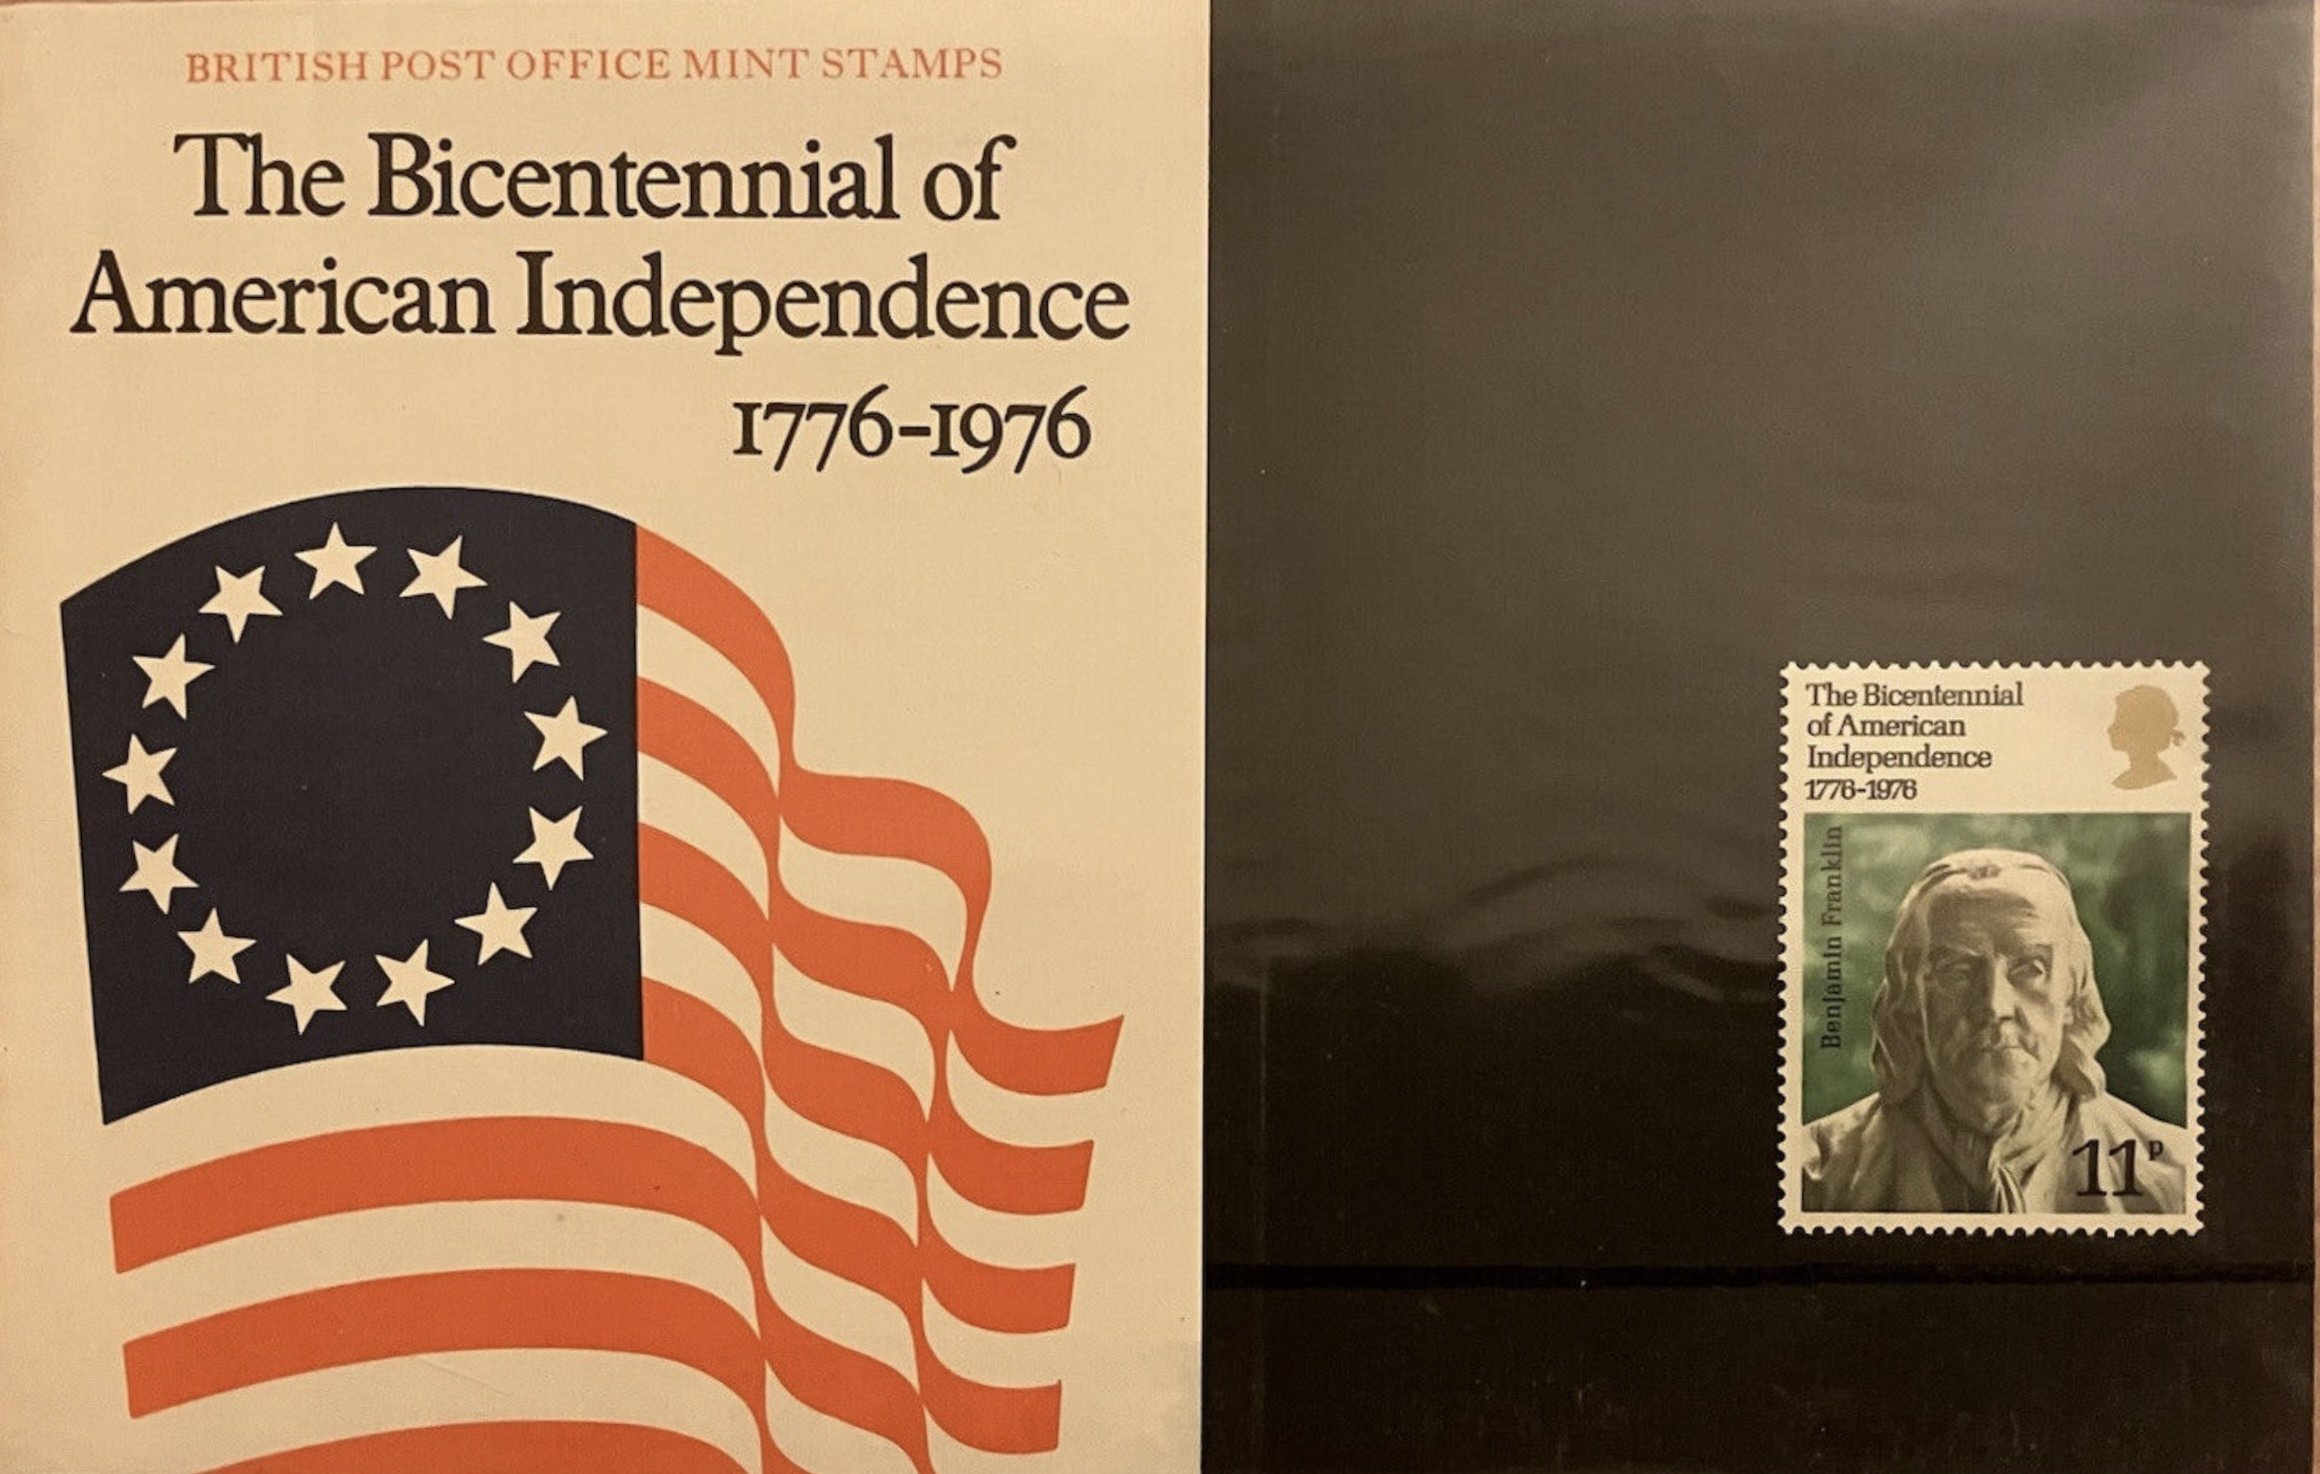 BRITISH POST OFFICE MINT STAMPS
The Bicentennial of
American Independence
1776-1976
The Bicentennial
of American
Independence
1776-1976
Benjamin Franklin
11p